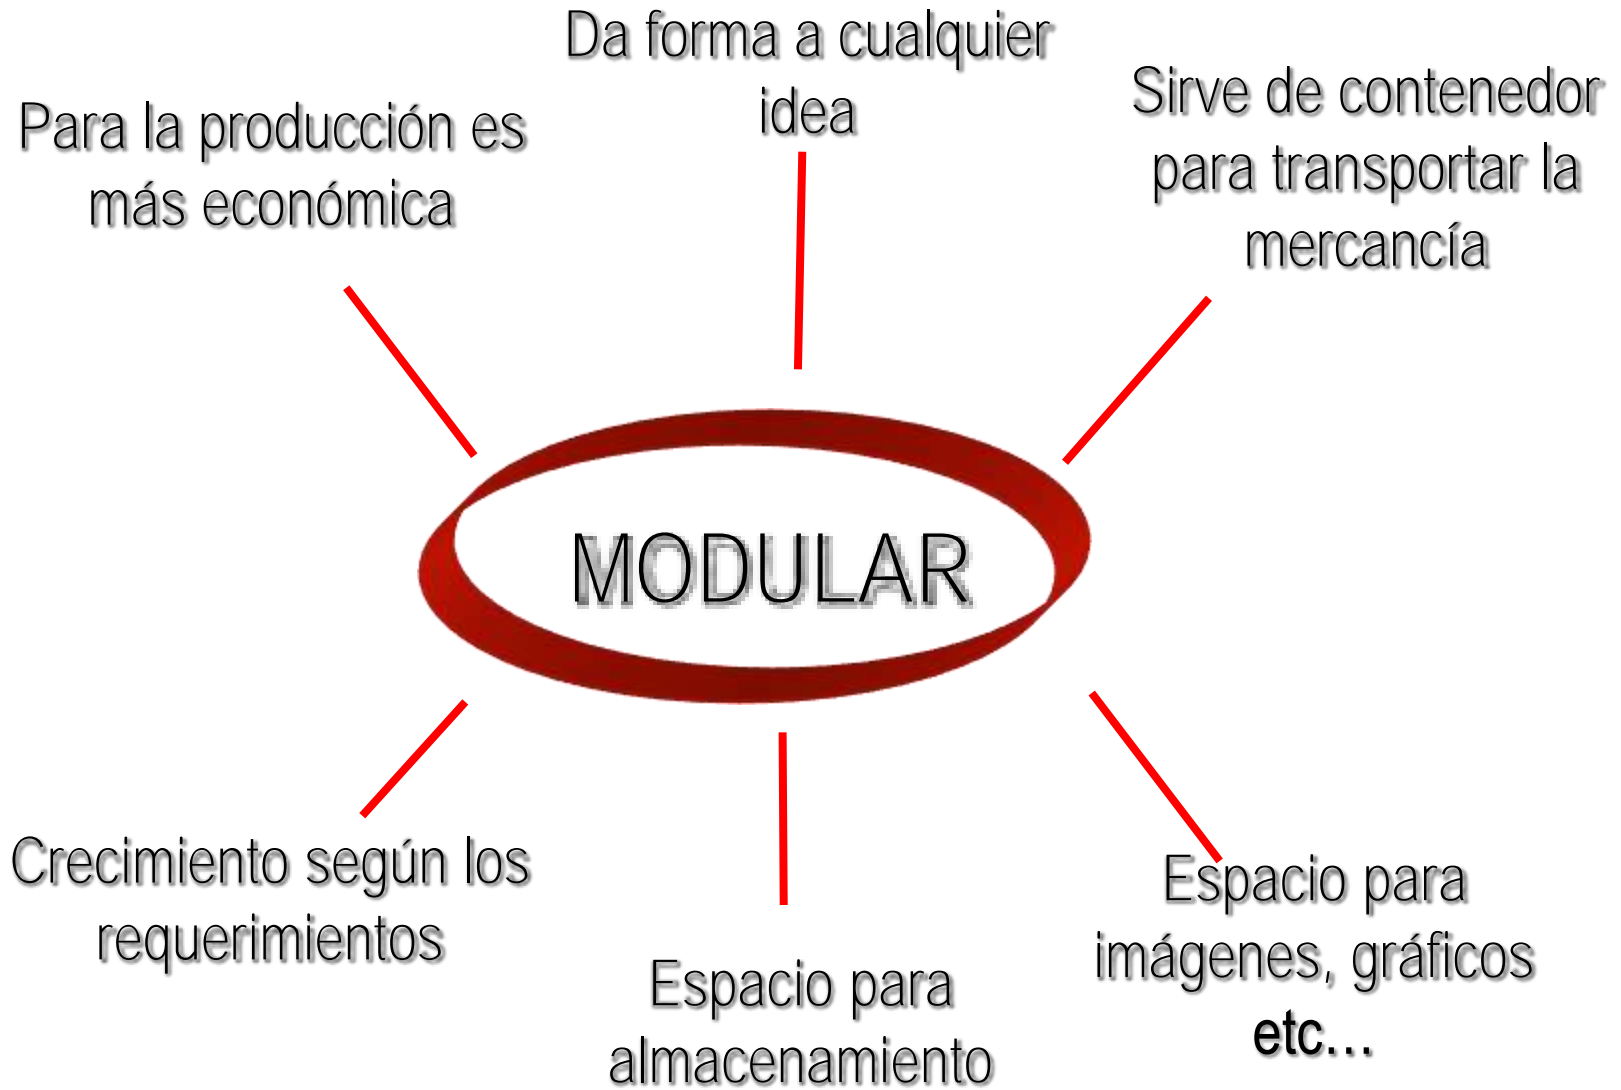 Da forma a cualquier
idea
Para la producción es
más económica
Sirve de contenedor
para transportar la
mercancía
MODULAR
Crecimiento según los
requerimientos
Espacio para
almacenamiento
Espacio para
imágenes, gráficos
etc...